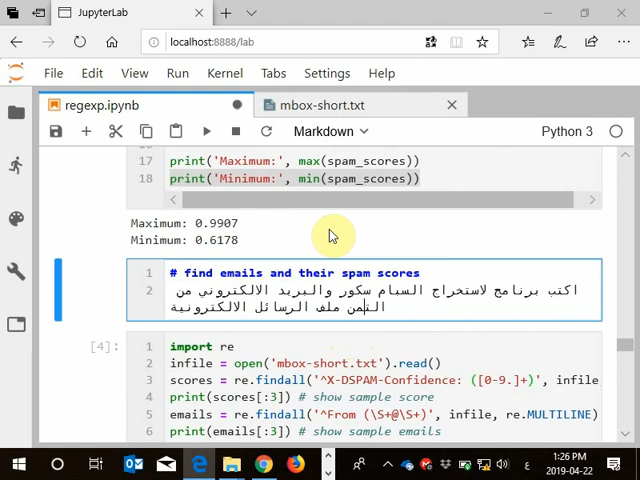 JupyterLab
localhost:8888/lab
File Edit View Run Kernel Tabs Settings Help
regexp.ipynb
mbox-short.txt
Markdown
Python 3
17 print('Maximum:', max(spam_scores))
18 print('Minimum:', min(spam_scores))
Maximum: 0.9907
Minimum: 0.6178
1 # find emails and their spam scores
2 اكتب برنامج لاستخراج السبام سكور والبريد الالكتروني من
التمن ملف الرسائل الالكترونية
[4]: 1 import re
2 infile = open('mbox-short.txt').read()
3 scores = re.findall('^X-DSPAM-Confidence: ([0-9.]+)', infile
4 print(scores[:3]) # show sample score
5 emails = re.findall('^From (\S+@\S+)', infile, re.MULTILINE)
6 print(emails[:3]) # show sample emails
1:26 PM
ع
2019-04-22